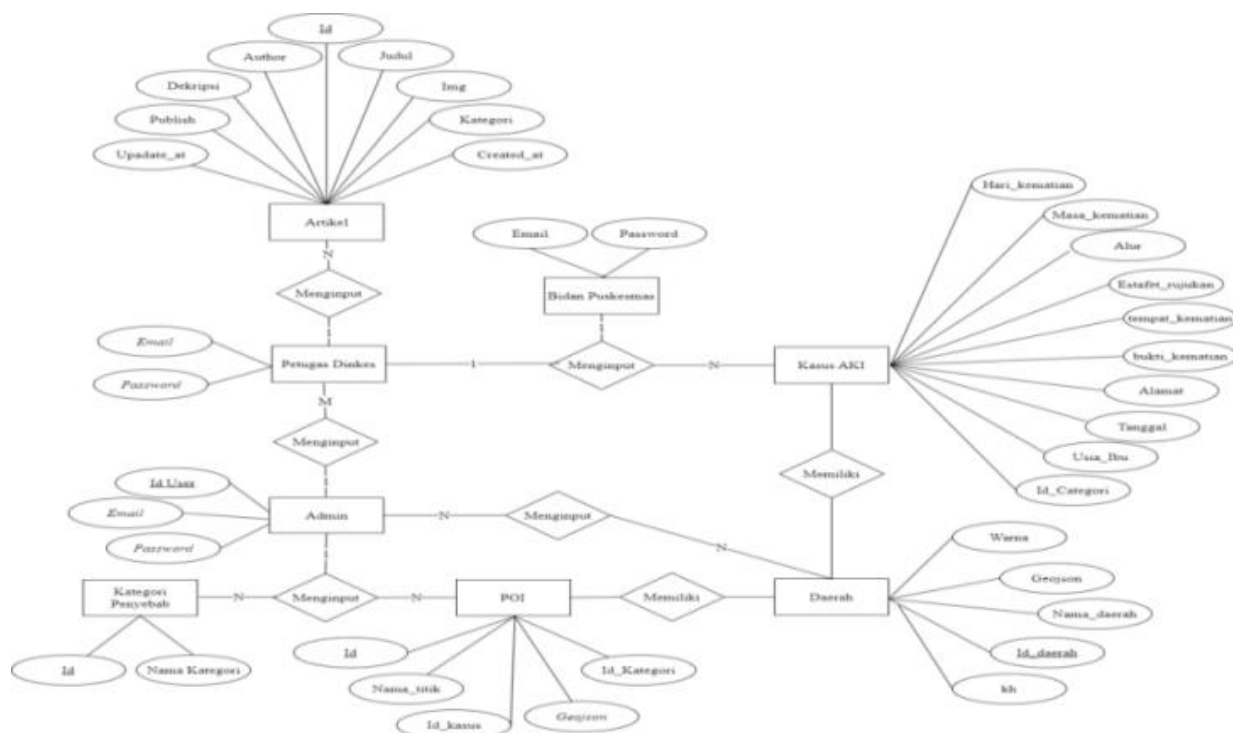 Id
Author
Judul
Dekripsi
Img
Publish
Kategori
Upadate_at
Created_at
Artikel
N
Menginput
Email
Password
Bidan Puskesmas
Email
Password
Petugas Dinkes
1
Menginput
N
Kasus AKI
Hari_kematian
Masa_kematian
Alur
Estafet_rujukan
tempat_kematian
bukti_kematian
Alamat
Tanggal
Usia_Ibu
Id_Categori
M
Menginput
Memiliki
Id User
Email
Password
Admin
N
Menginput
N
Kategori
Penyebab
N
Menginput
N
POI
Memiliki
Daerah
Id
Nama Kategori
Id
Nama_titik
Id_kasus
Geojson
Id_Kategori
Warna
Geojson
Nama_daerah
Id_daerah
kh